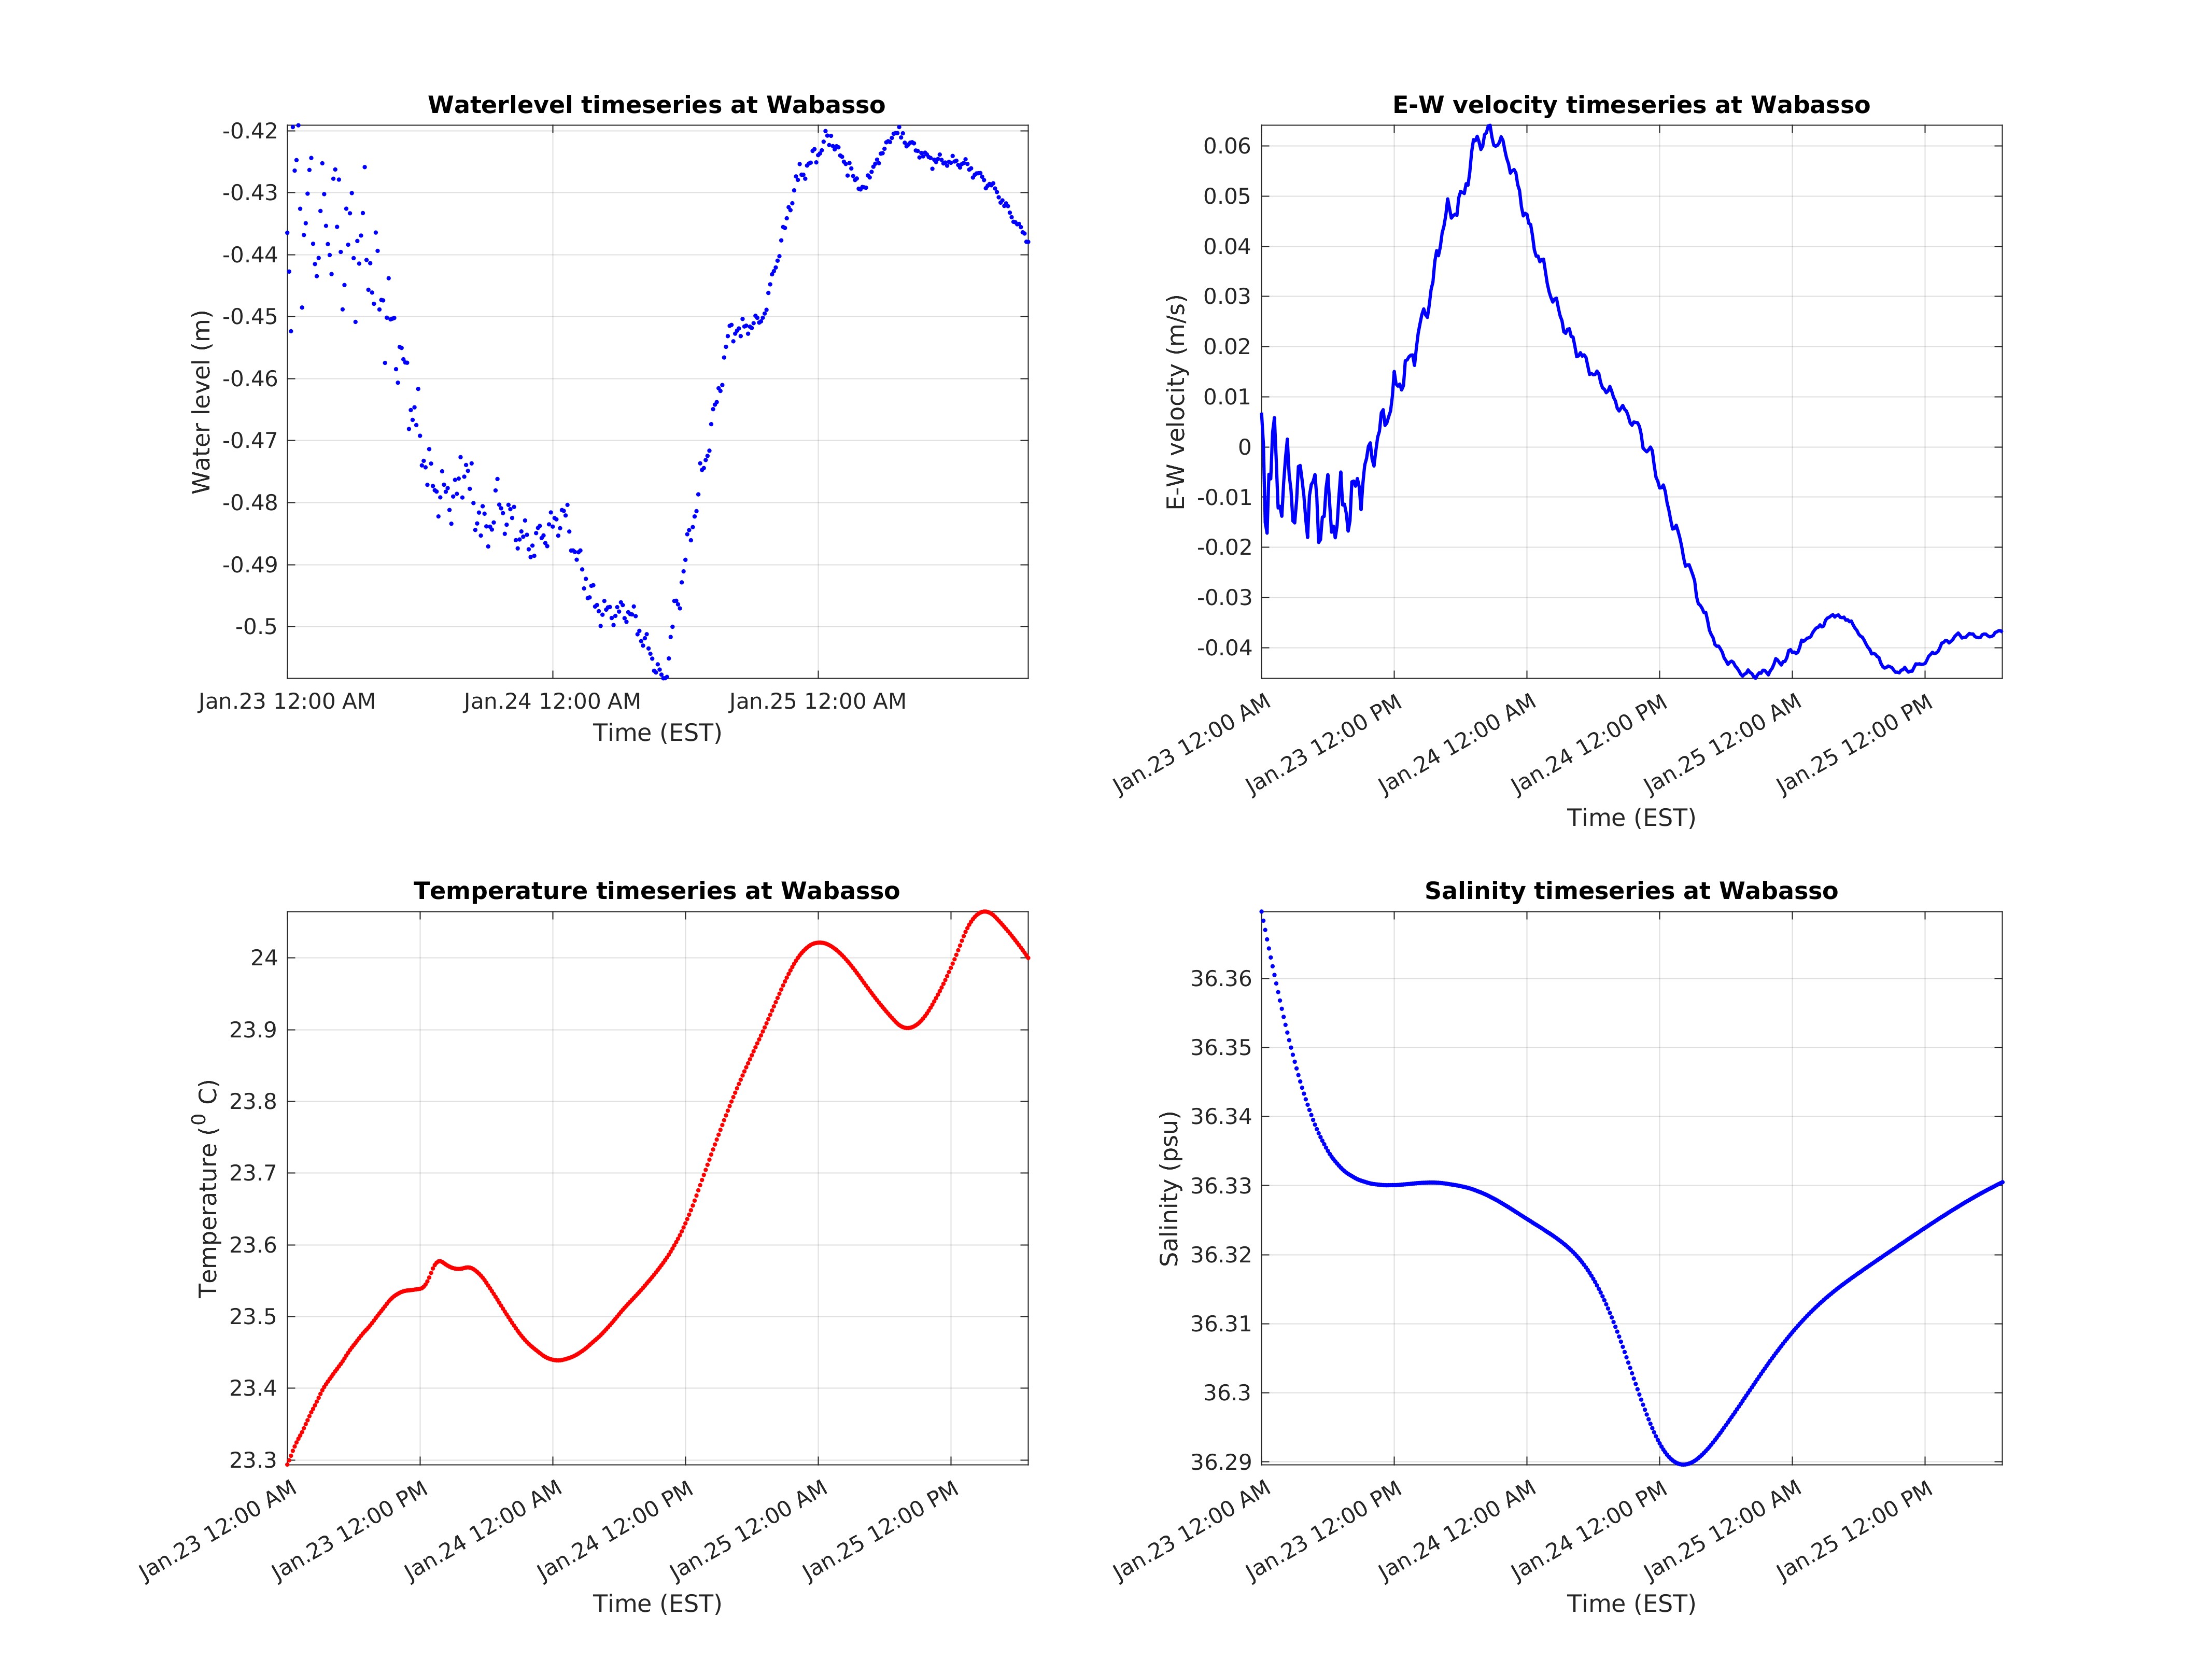 Waterlevel timeseries at Wabasso
-0.42
-0.43
-0.44
-0.45
-0.46
-0.47
-0.48
-0.49
-0.5
Water level (m)
Jan.23 12:00 AM
Jan.24 12:00 AM
Jan.25 12:00 AM
Time (EST)
E-W velocity timeseries at Wabasso
0.06
0.05
0.04
0.03
0.02
0.01
0
-0.01
-0.02
-0.03
-0.04
E-W velocity (m/s)
Jan.23 12:00 AM
Jan.23 12:00 PM
Jan.24 12:00 AM
Jan.24 12:00 PM
Jan.25 12:00 AM
Jan.25 12:00 PM
Time (EST)
Temperature timeseries at Wabasso
24
23.9
23.8
23.7
23.6
23.5
23.4
23.3
Temperature (⁰ C)
Jan.23 12:00 AM
Jan.23 12:00 PM
Jan.24 12:00 AM
Jan.24 12:00 PM
Jan.25 12:00 AM
Jan.25 12:00 PM
Time (EST)
Salinity timeseries at Wabasso
36.36
36.35
36.34
36.33
36.32
36.31
36.3
36.29
Salinity (psu)
Jan.23 12:00 AM
Jan.23 12:00 PM
Jan.24 12:00 AM
Jan.24 12:00 PM
Jan.25 12:00 AM
Jan.25 12:00 PM
Time (EST)